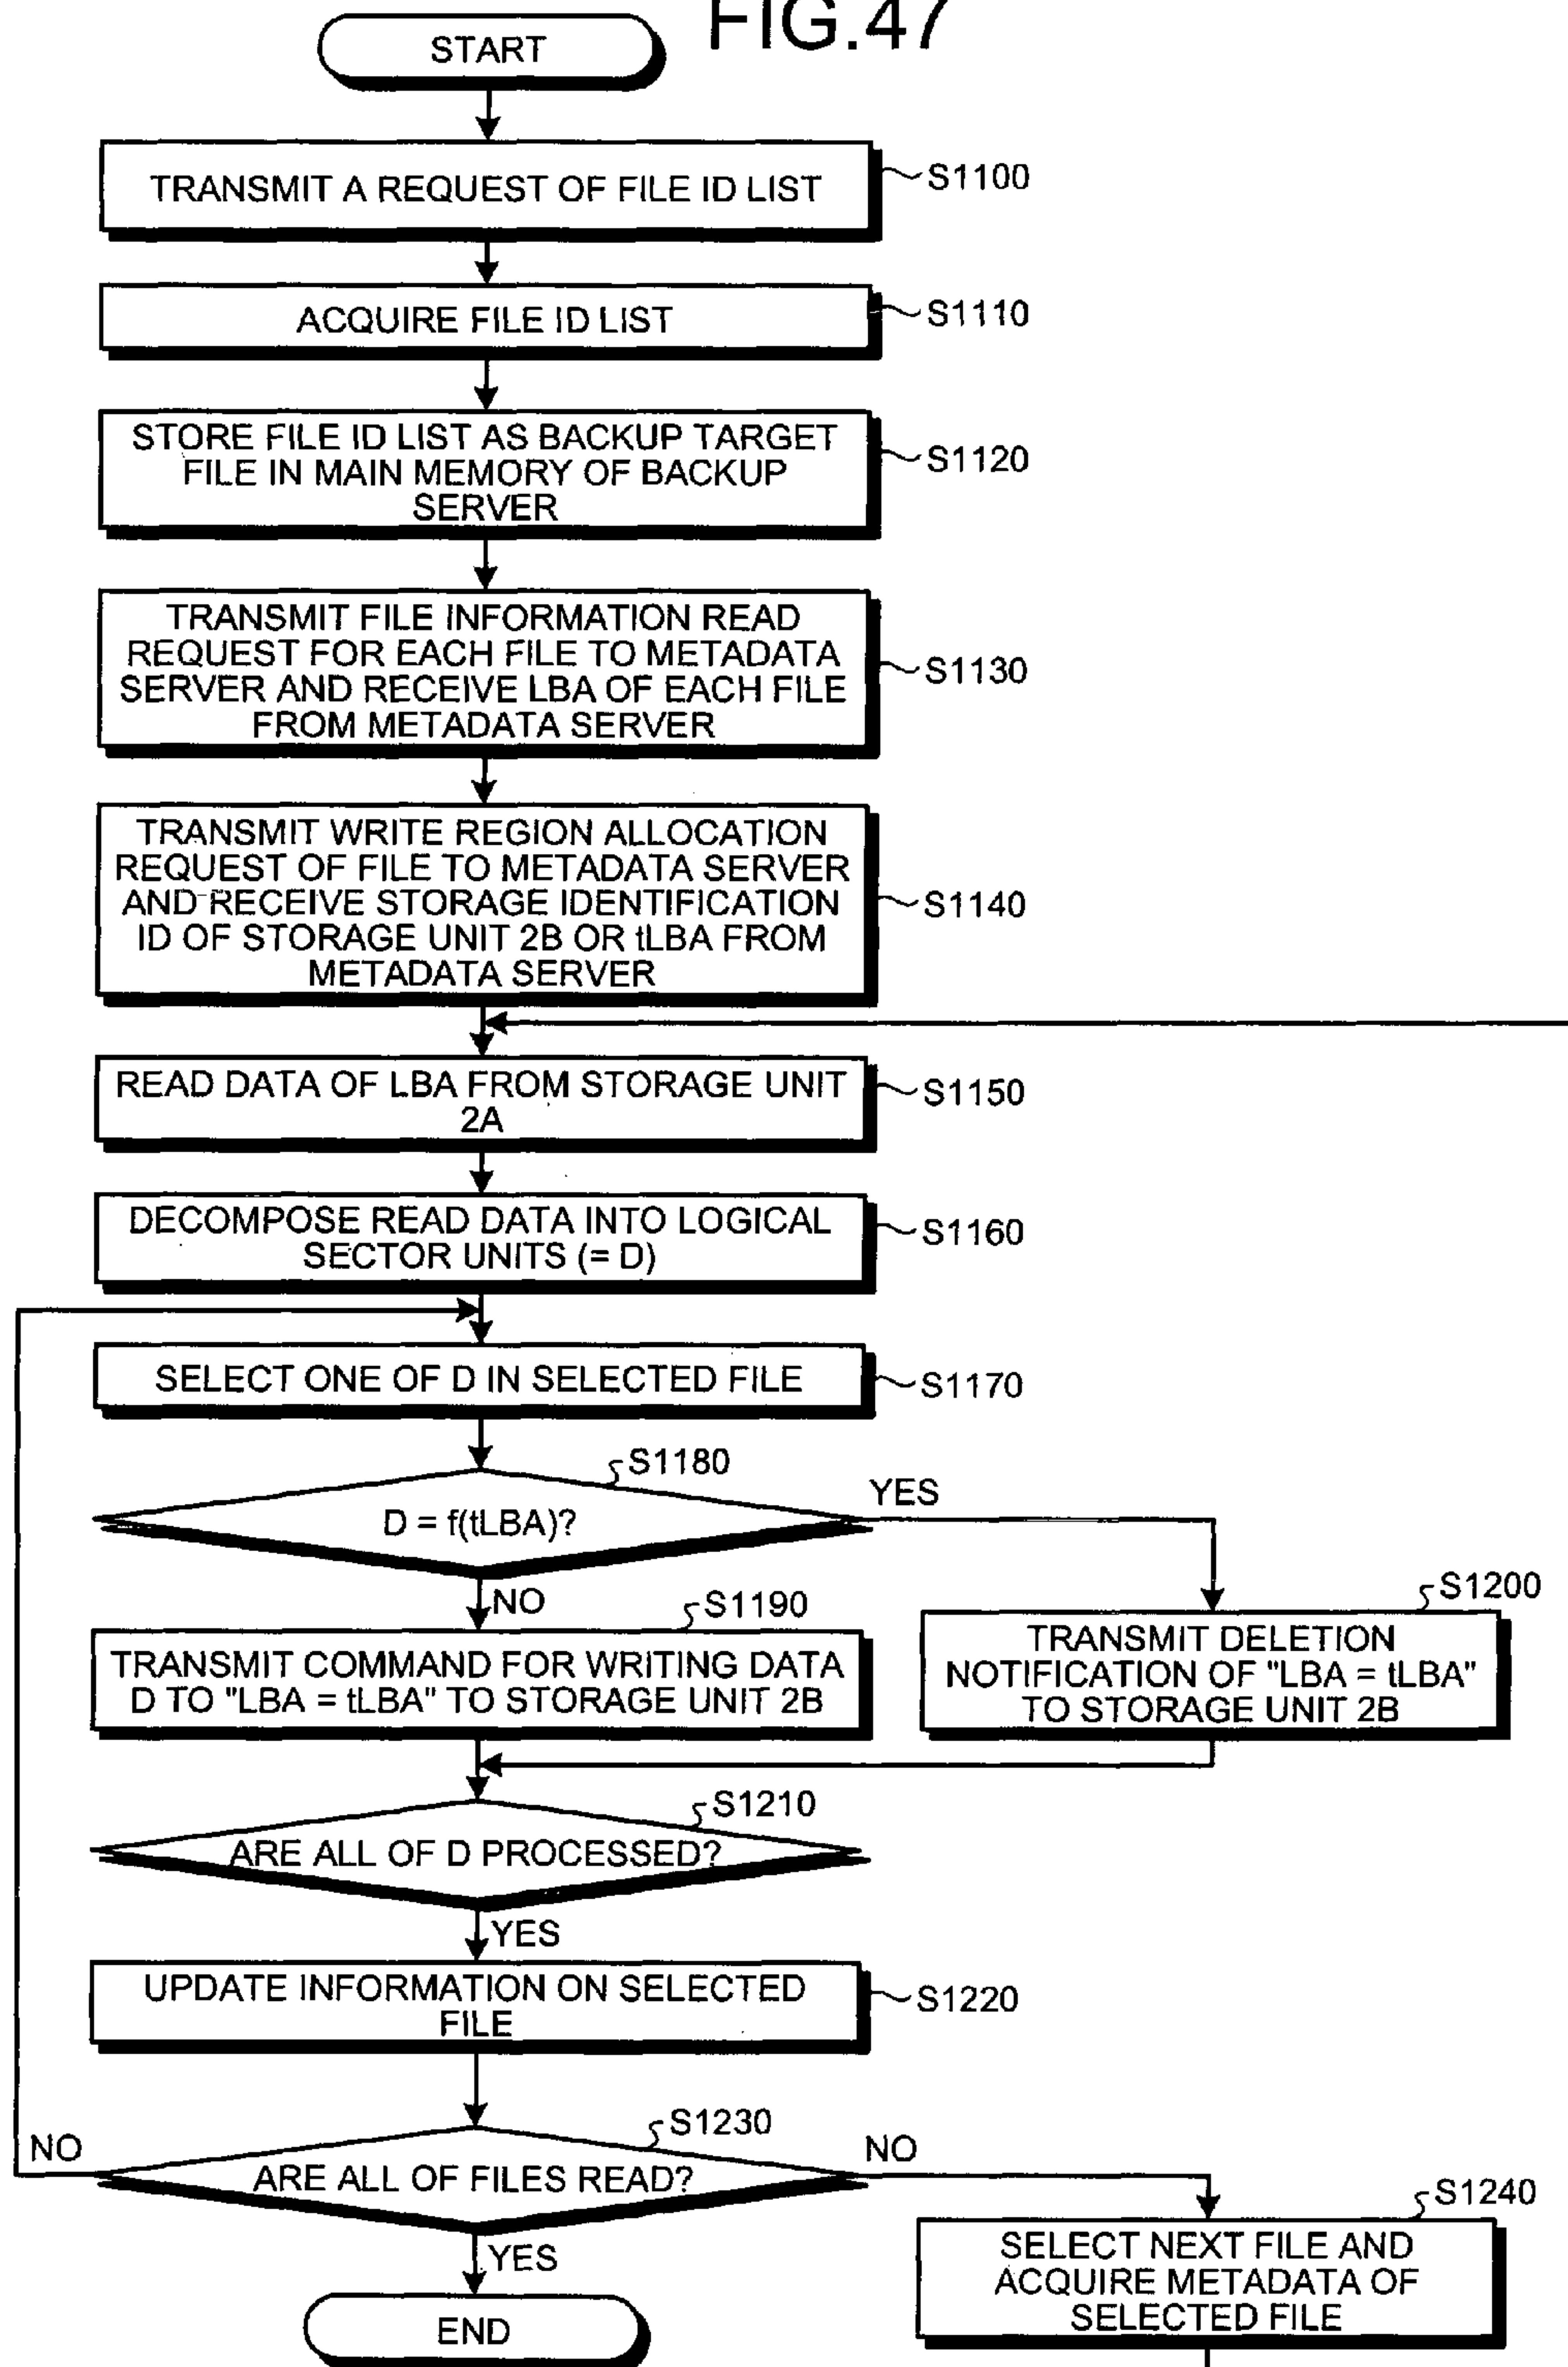 FIG.47
START
TRANSMIT A REQUEST OF FILE ID LIST
S1100
ACQUIRE FILE ID LIST
S1110
STORE FILE ID LIST AS BACKUP TARGET
FILE IN MAIN MEMORY OF BACKUP
SERVER
S1120
TRANSMIT FILE INFORMATION READ
REQUEST FOR EACH FILE TO METADATA
SERVER AND RECEIVE LBA OF EACH FILE
FROM METADATA SERVER
S1130
TRANSMIT WRITE REGION ALLOCATION
REQUEST OF FILE TO METADATA SERVER
AND RECEIVE STORAGE IDENTIFICATION
ID OF STORAGE UNIT 2B OR tLBA FROM
METADATA SERVER
S1140
READ DATA OF LBA FROM STORAGE UNIT
2A
S1150
DECOMPOSE READ DATA INTO LOGICAL
SECTOR UNITS (= D)
S1160
SELECT ONE OF D IN SELECTED FILE
S1170
S1180
D = f(tLBA)?
YES
NO
S1190
TRANSMIT COMMAND FOR WRITING DATA
D TO "LBA = tLBA" TO STORAGE UNIT 2B
S1200
TRANSMIT DELETION
NOTIFICATION OF "LBA = tLBA"
TO STORAGE UNIT 2B
S1210
ARE ALL OF D PROCESSED?
YES
UPDATE INFORMATION ON SELECTED
FILE
S1220
S1230
NO
ARE ALL OF FILES READ?
NO
YES
S1240
SELECT NEXT FILE AND
ACQUIRE METADATA OF
SELECTED FILE
END